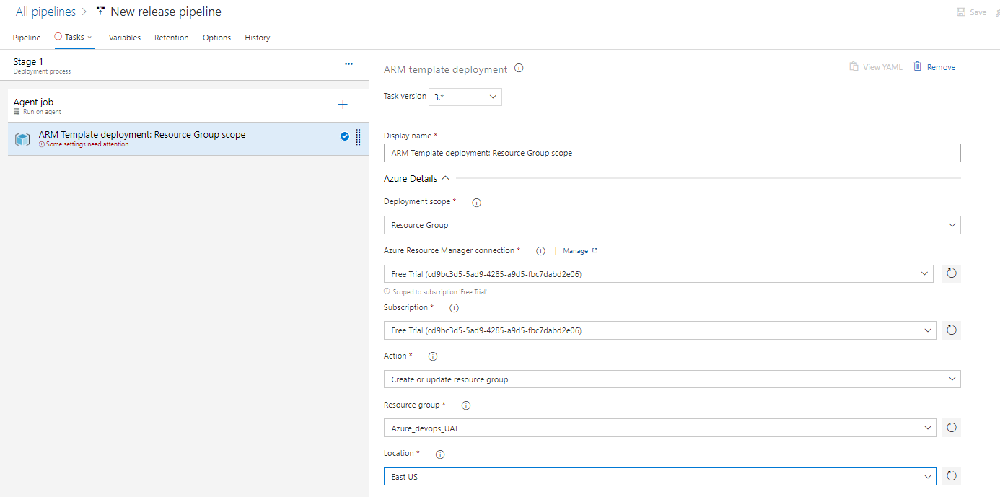 All pipelines > New release pipeline
Save
Pipeline Tasks Variables Retention Options History
Stage 1
Deployment process
Agent job
Run on agent
ARM Template deployment: Resource Group scope
Some settings need attention
ARM template deployment
View YAML Remove
Task version 3.*
Display name *
ARM Template deployment: Resource Group scope
Azure Details
Deployment scope *
Resource Group
Azure Resource Manager connection * | Manage
Free Trial (cd9bc3d5-5ad9-4285-a9d5-fbc7dabd2e06)
Scoped to subscription 'Free Trial'
Subscription *
Free Trial (cd9bc3d5-5ad9-4285-a9d5-fbc7dabd2e06)
Action *
Create or update resource group
Resource group *
Azure_devops_UAT
Location *
East US